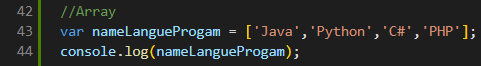 42 //Array
43 var nameLangueProgam = ['Java','Python','C#','PHP'];
44 console.log(nameLangueProgam);